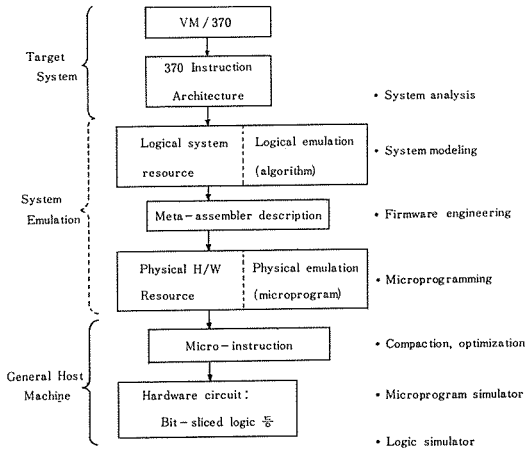 VM/370
Target
System
370 Instruction
Architecture
• System analysis
Logical system
resource
Logical emulation
(algorithm)
• System modeling
System
Emulation
Meta-assembler description
• Firmware engineering
Physical H/W
Resource
Physical emulation
(microprogram)
• Microprogramming
Micro-instruction
• Compaction, optimization
General Host
Machine
Hardware circuit:
Bit-sliced logic 등
• Microprogram simulator
• Logic simulator